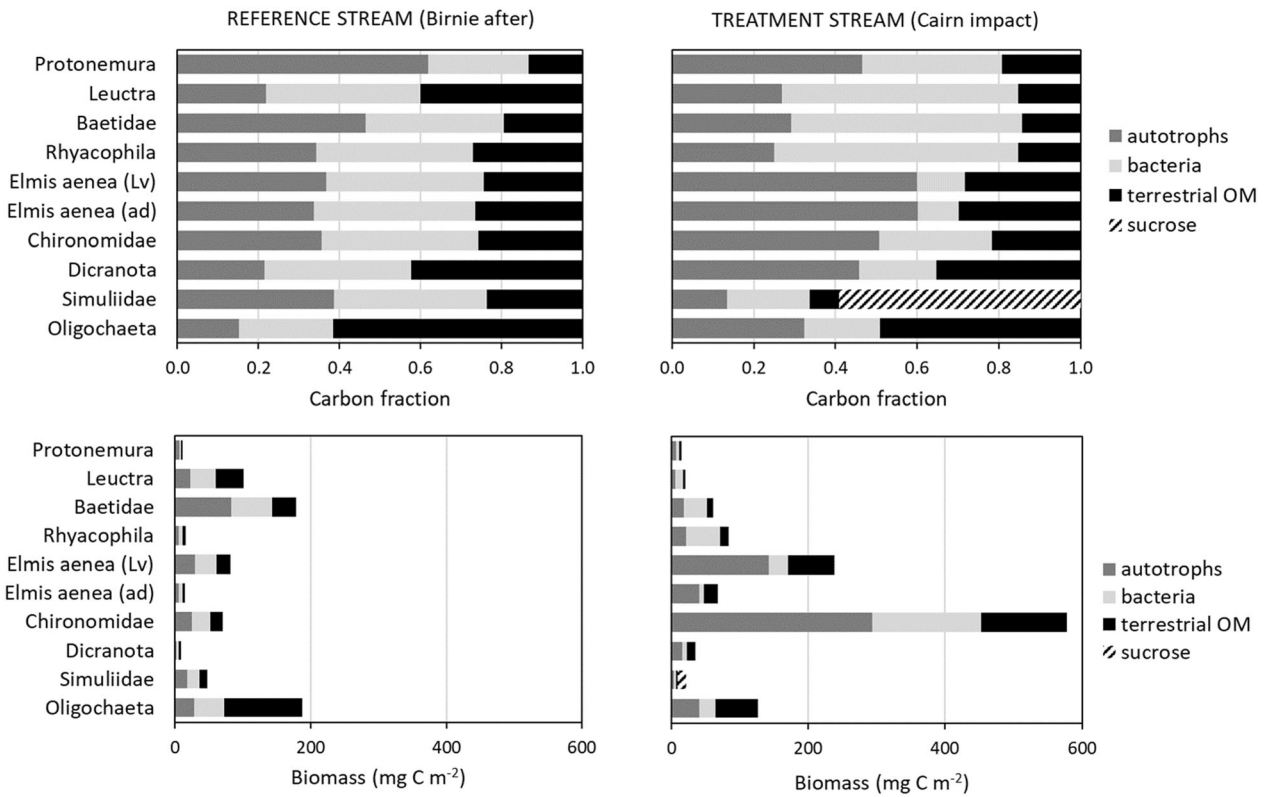 REFERENCE STREAM (Birnie after)
TREATMENT STREAM (Cairn impact)
Protonemura
Leuctra
Baetidae
Rhyacophila
Elmis aenea (Lv)
Elmis aenea (ad)
Chironomidae
Dicranota
Simuliidae
Oligochaeta
0.0 0.2 0.4 0.6 0.8 1.0
Carbon fraction
0.0 0.2 0.4 0.6 0.8 1.0
Carbon fraction
autotrophs
bacteria
terrestrial OM
sucrose
Protonemura
Leuctra
Baetidae
Rhyacophila
Elmis aenea (Lv)
Elmis aenea (ad)
Chironomidae
Dicranota
Simuliidae
Oligochaeta
0 200 400 600
Biomass (mg C m⁻²)
0 200 400 600
Biomass (mg C m⁻²)
autotrophs
bacteria
terrestrial OM
sucrose